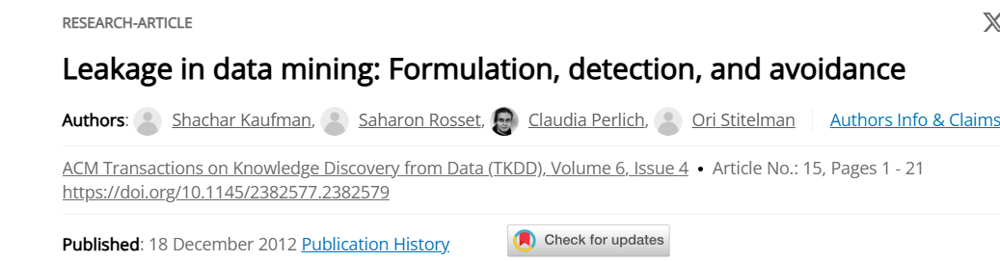 RESEARCH-ARTICLE
Leakage in data mining: Formulation, detection, and avoidance
Authors: Shachar Kaufman, Saharon Rosset, Claudia Perlich, Ori Stitelman Authors Info & Claims
ACM Transactions on Knowledge Discovery from Data (TKDD), Volume 6, Issue 4 • Article No.: 15, Pages 1 - 21
https://doi.org/10.1145/2382577.2382579
Published: 18 December 2012 Publication History Check for updates